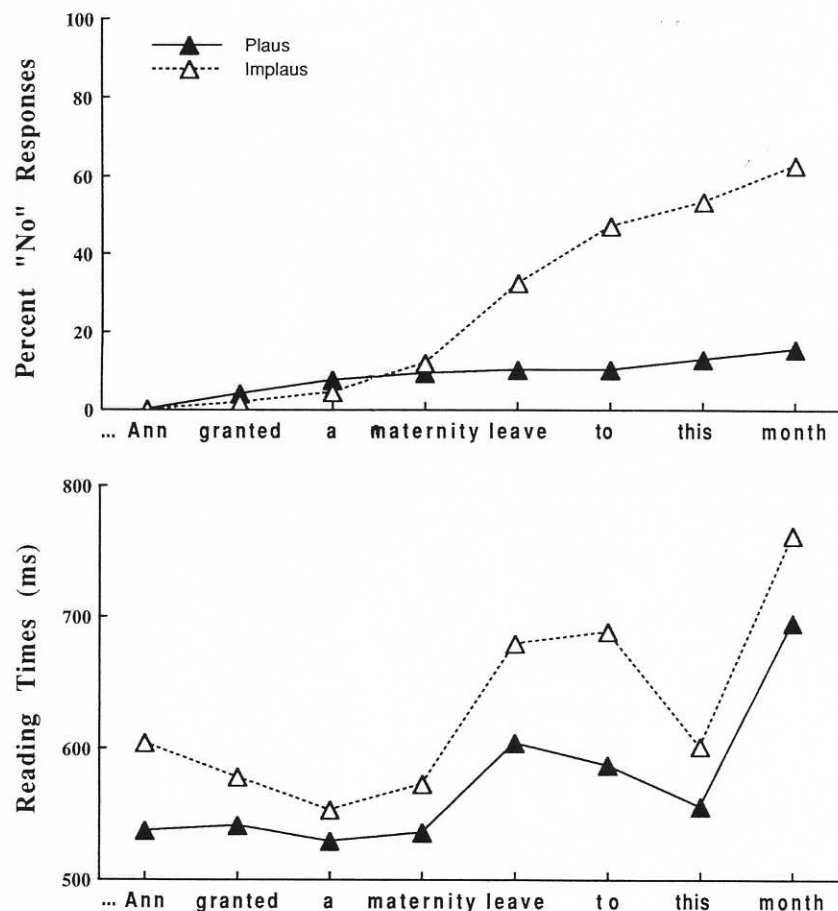 100
Plaus
Implaus
80
60
40
20
0
Percent "No" Responses
... Ann granted a maternity leave to this month
800
700
600
500
Reading Times (ms)
... Ann granted a maternity leave to this month